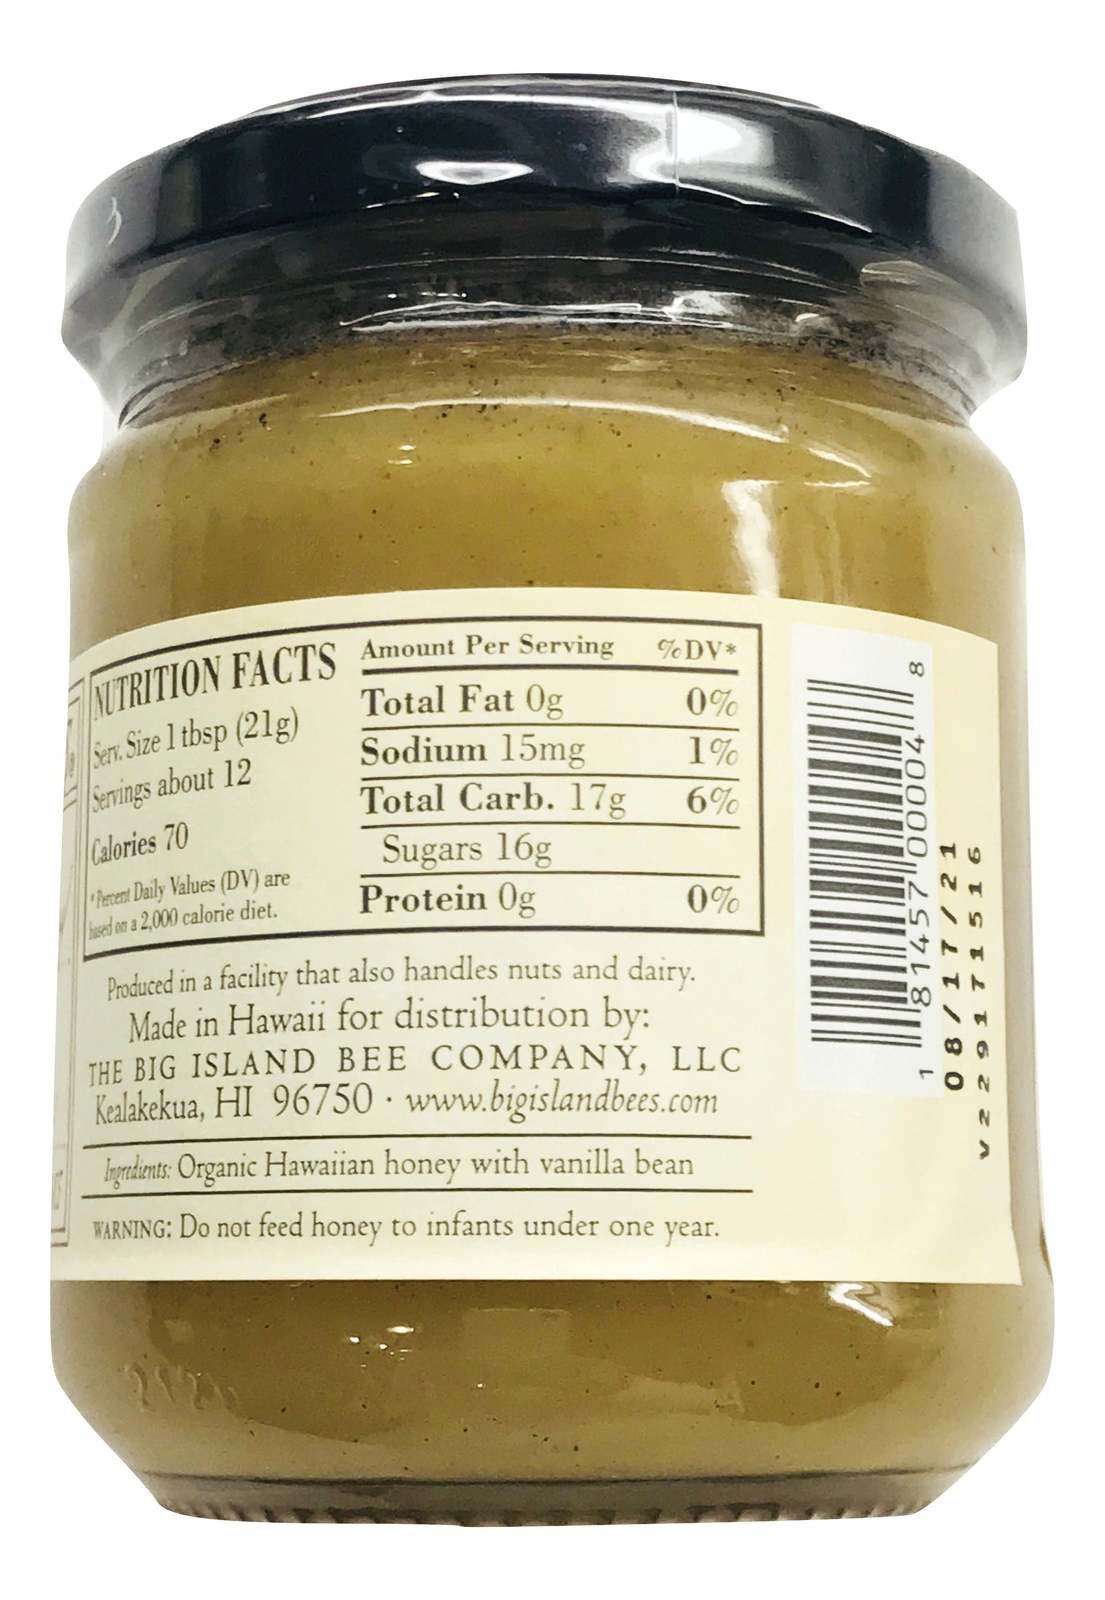 NUTRITION FACTS
Serv. Size 1 tbsp (21g)
Servings about 12
Calories 70
*Percent Daily Values (DV) are
based on a 2,000 calorie diet.
Amount Per Serving %DV*
Total Fat 0g 0%
Sodium 15mg 1%
Total Carb. 17g 6%
Sugars 16g
Protein 0g 0%
Produced in a facility that also handles nuts and dairy.
Made in Hawaii for distribution by:
THE BIG ISLAND BEE COMPANY, LLC
Kealakekua, HI 96750 · www.bigislandbees.com
Ingredients: Organic Hawaiian honey with vanilla bean
WARNING: Do not feed honey to infants under one year.
1 81457 00004 8
08/17/21
V229171516